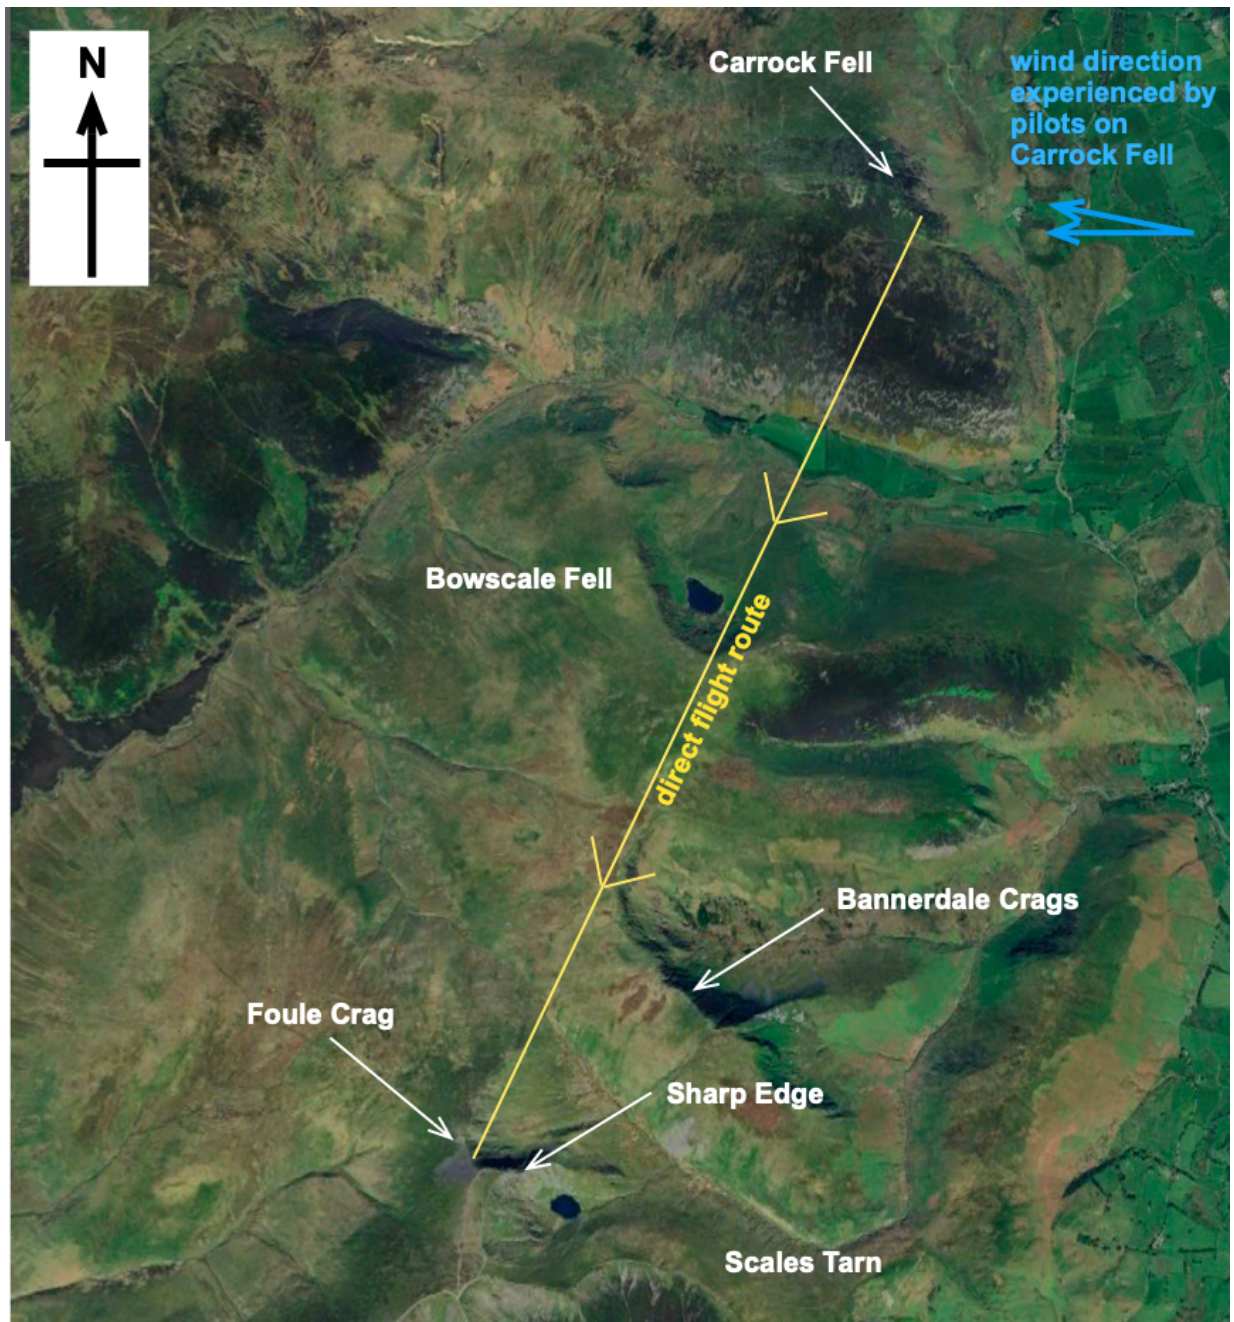 N
Carrock Fell
wind direction
experienced by
pilots on
Carrock Fell
Bowscale Fell
direct flight route
Bannerdale Crags
Foule Crag
Sharp Edge
Scales Tarn